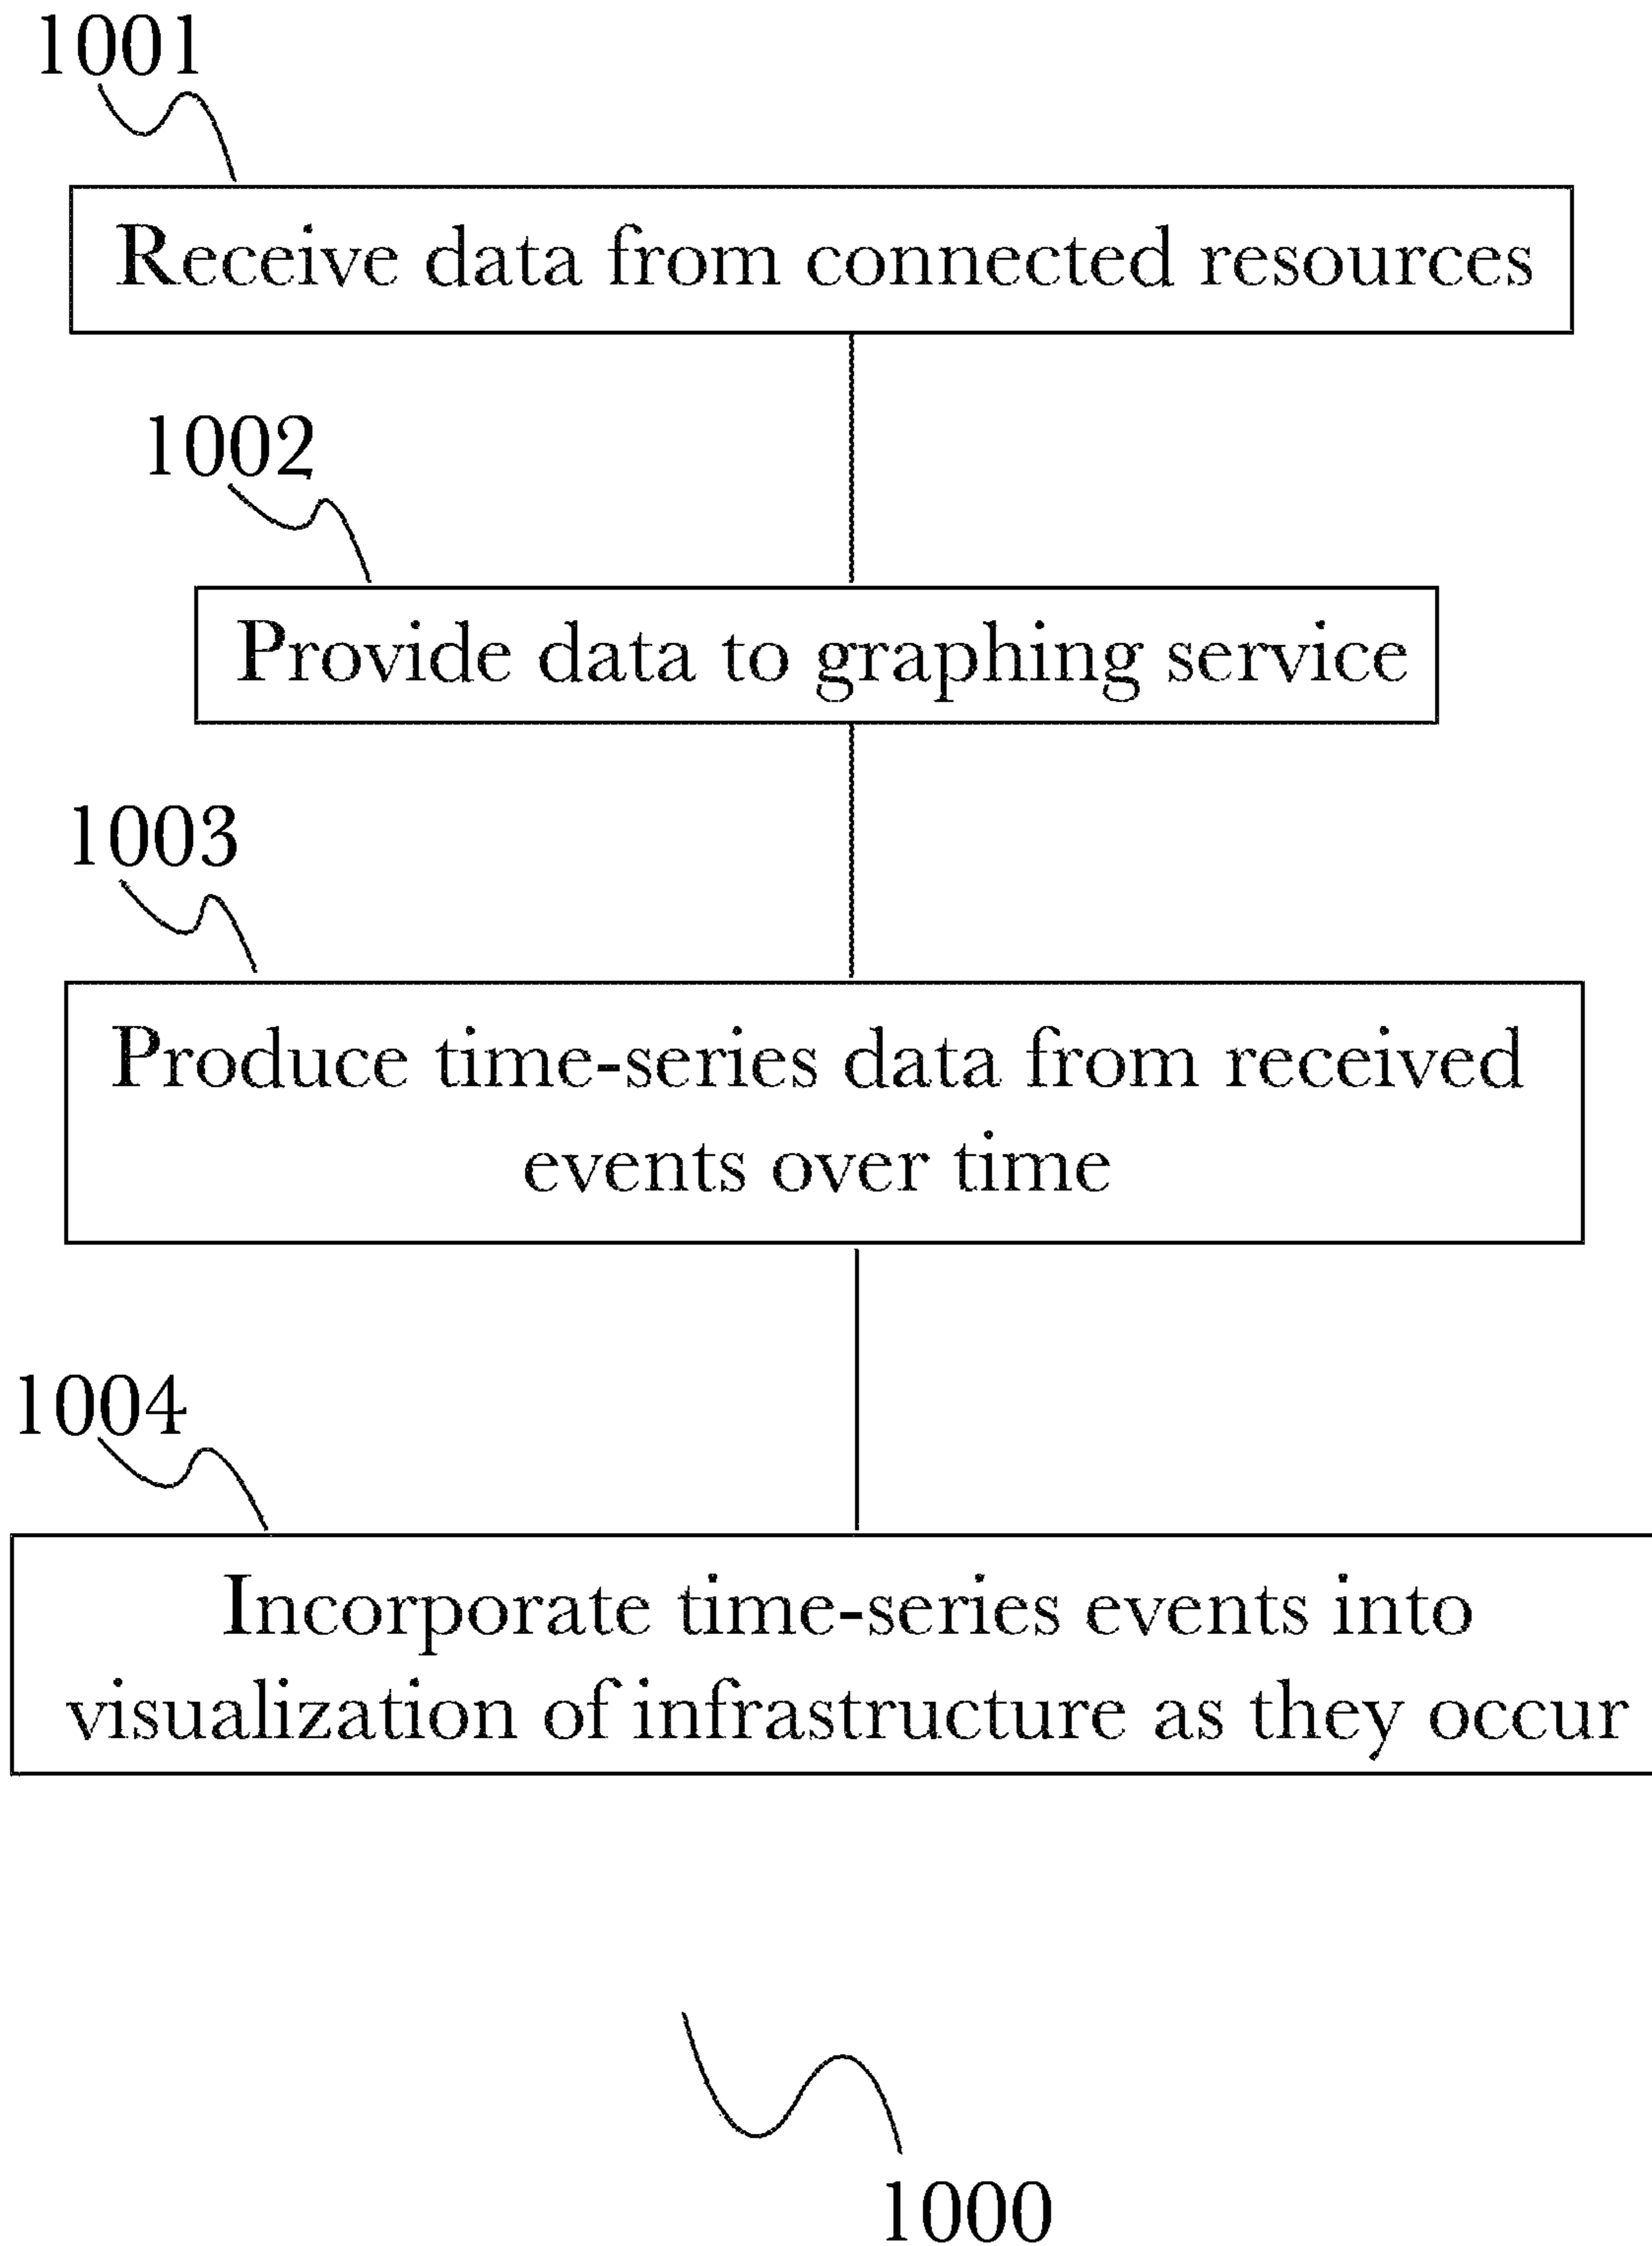 1001
Receive data from connected resources
1002
Provide data to graphing service
1003
Produce time-series data from received
events over time
1004
Incorporate time-series events into
visualization of infrastructure as they occur
1000